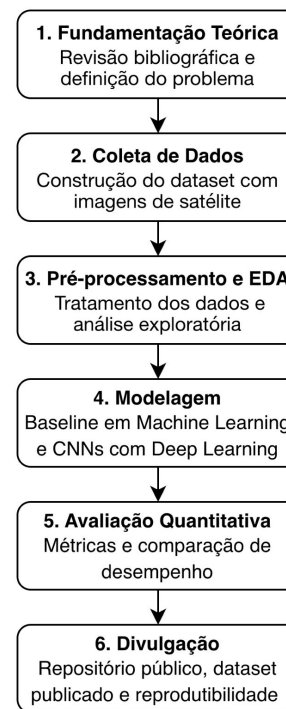 1. Fundamentação Teórica
Revisão bibliográfica e
definição do problema
2. Coleta de Dados
Construção do dataset com
imagens de satélite
3. Pré-processamento e EDA
Tratamento dos dados e
análise exploratória
4. Modelagem
Baseline em Machine Learning
e CNNs com Deep Learning
5. Avaliação Quantitativa
Métricas e comparação de
desempenho
6. Divulgação
Repositório público, dataset
publicado e reprodutibilidade